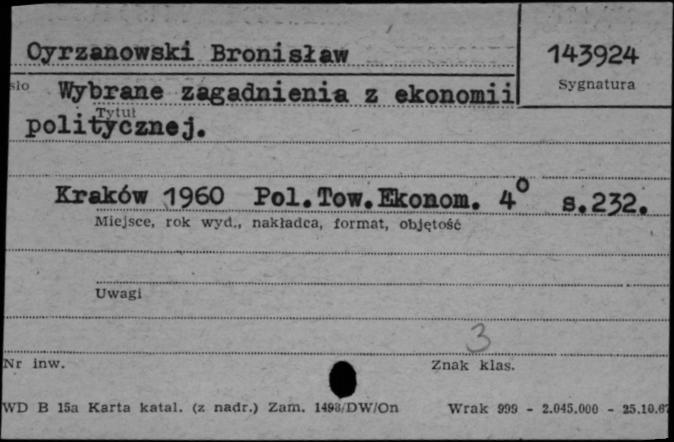 Oyrzanowski Bronisław
143924
Sygnatura
sło Wybrane zagadnienia z ekonomii
Tytuł
politycznej.
Kraków 1960 Pol.Tow.Ekonom. 4° s.232.
Miejsce, rok wyd., nakładca, format, objętość
Uwagi
3
Nr inw.
Znak klas.
WD B 15a Karta katal. (z nadr.) Zam. 1498/DW/On Wrak 999 - 2.045.000 - 25.10.67